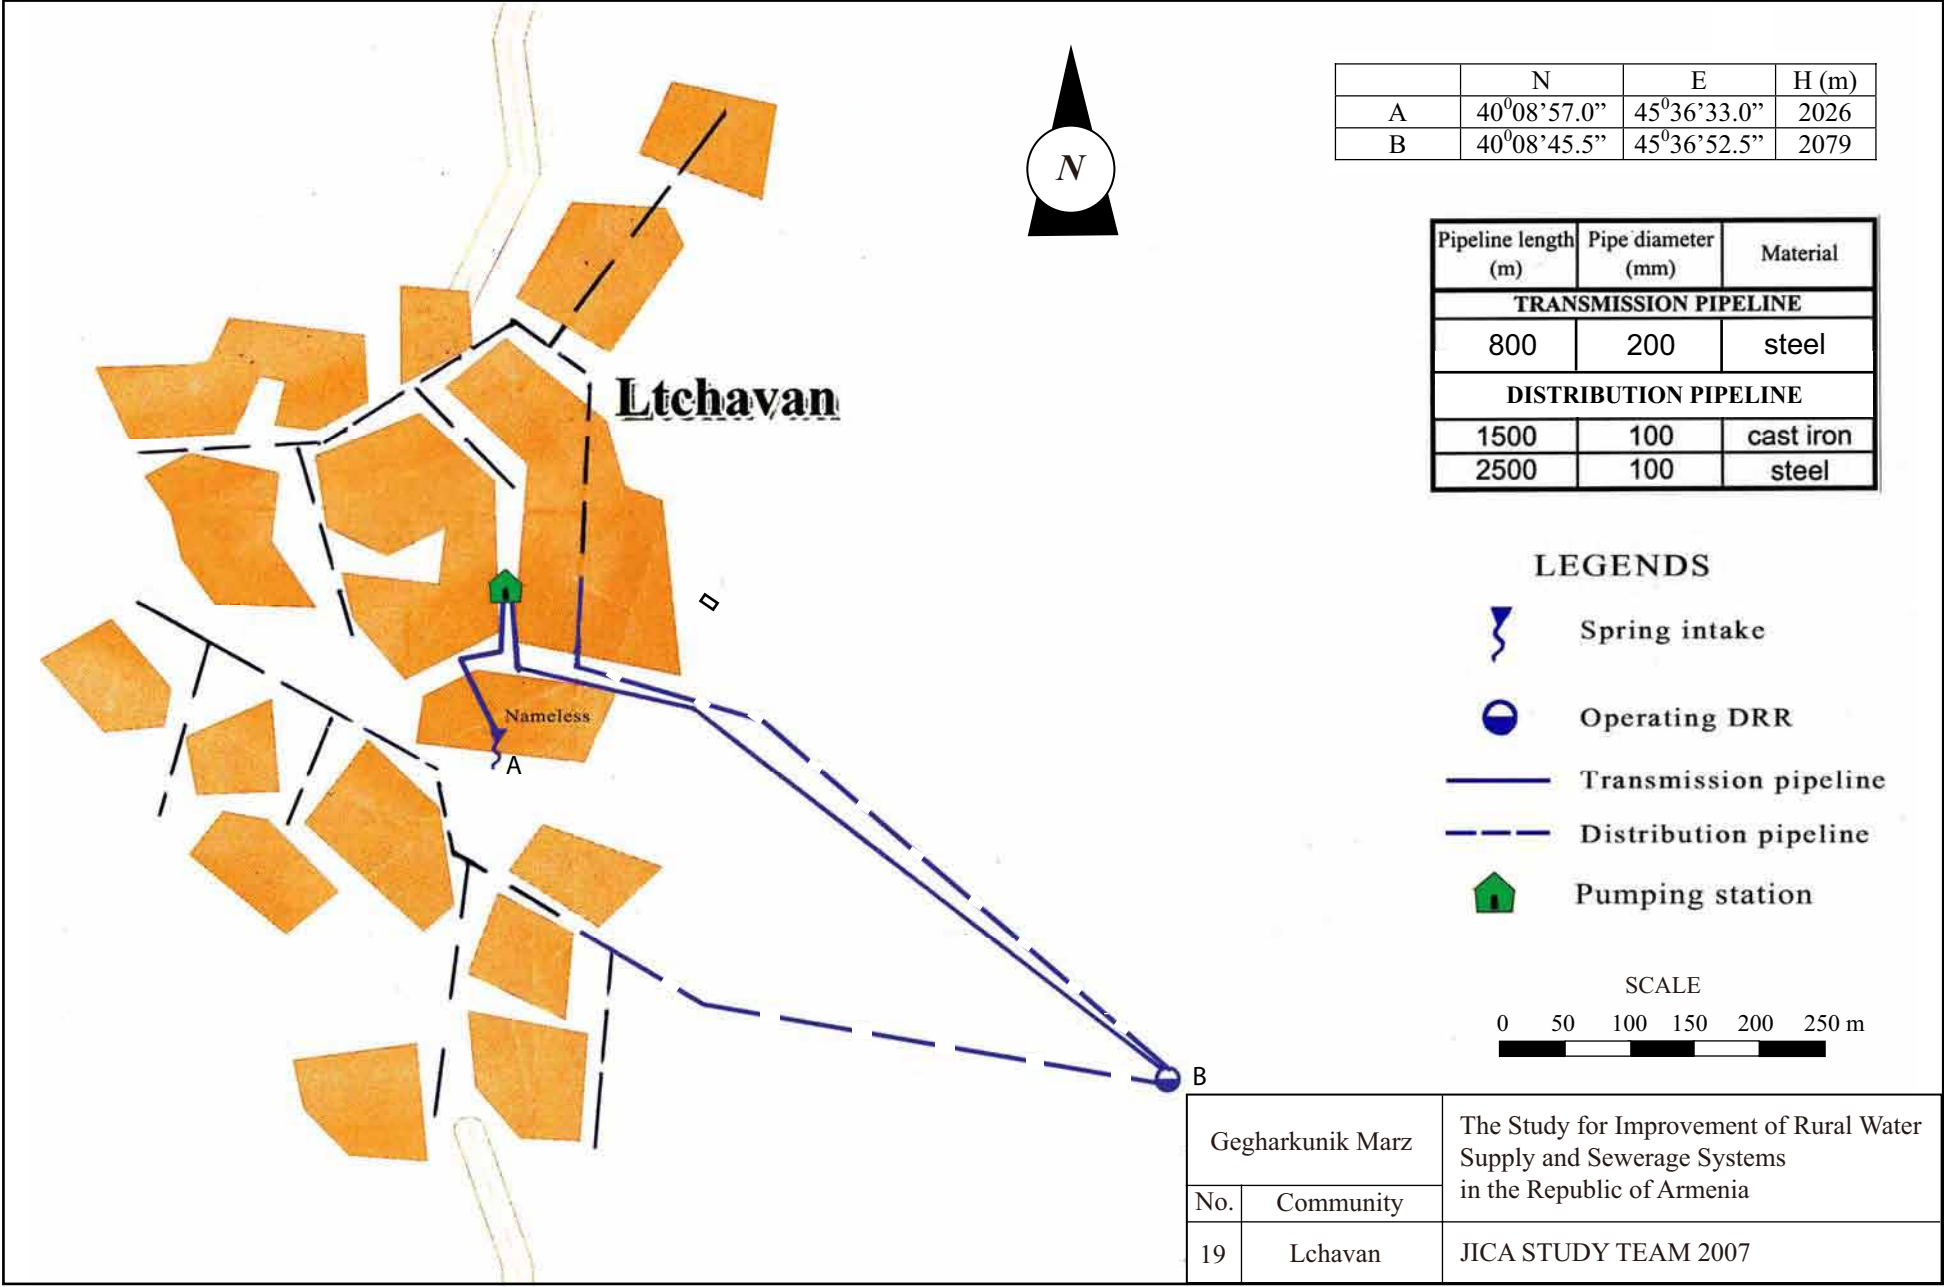 N
N E H (m)
A 40⁰08’57.0” 45⁰36’33.0” 2026
B 40⁰08’45.5” 45⁰36’52.5” 2079
Pipeline length (m) Pipe diameter (mm) Material
TRANSMISSION PIPELINE
800 200 steel
DISTRIBUTION PIPELINE
1500 100 cast iron
2500 100 steel
Ltchavan
LEGENDS
Spring intake
Operating DRR
Transmission pipeline
Distribution pipeline
Pumping station
Nameless
A
SCALE
0 50 100 150 200 250 m
B
Gegharkunik Marz
The Study for Improvement of Rural Water
Supply and Sewerage Systems
in the Republic of Armenia
No. Community
19 Lchavan
JICA STUDY TEAM 2007